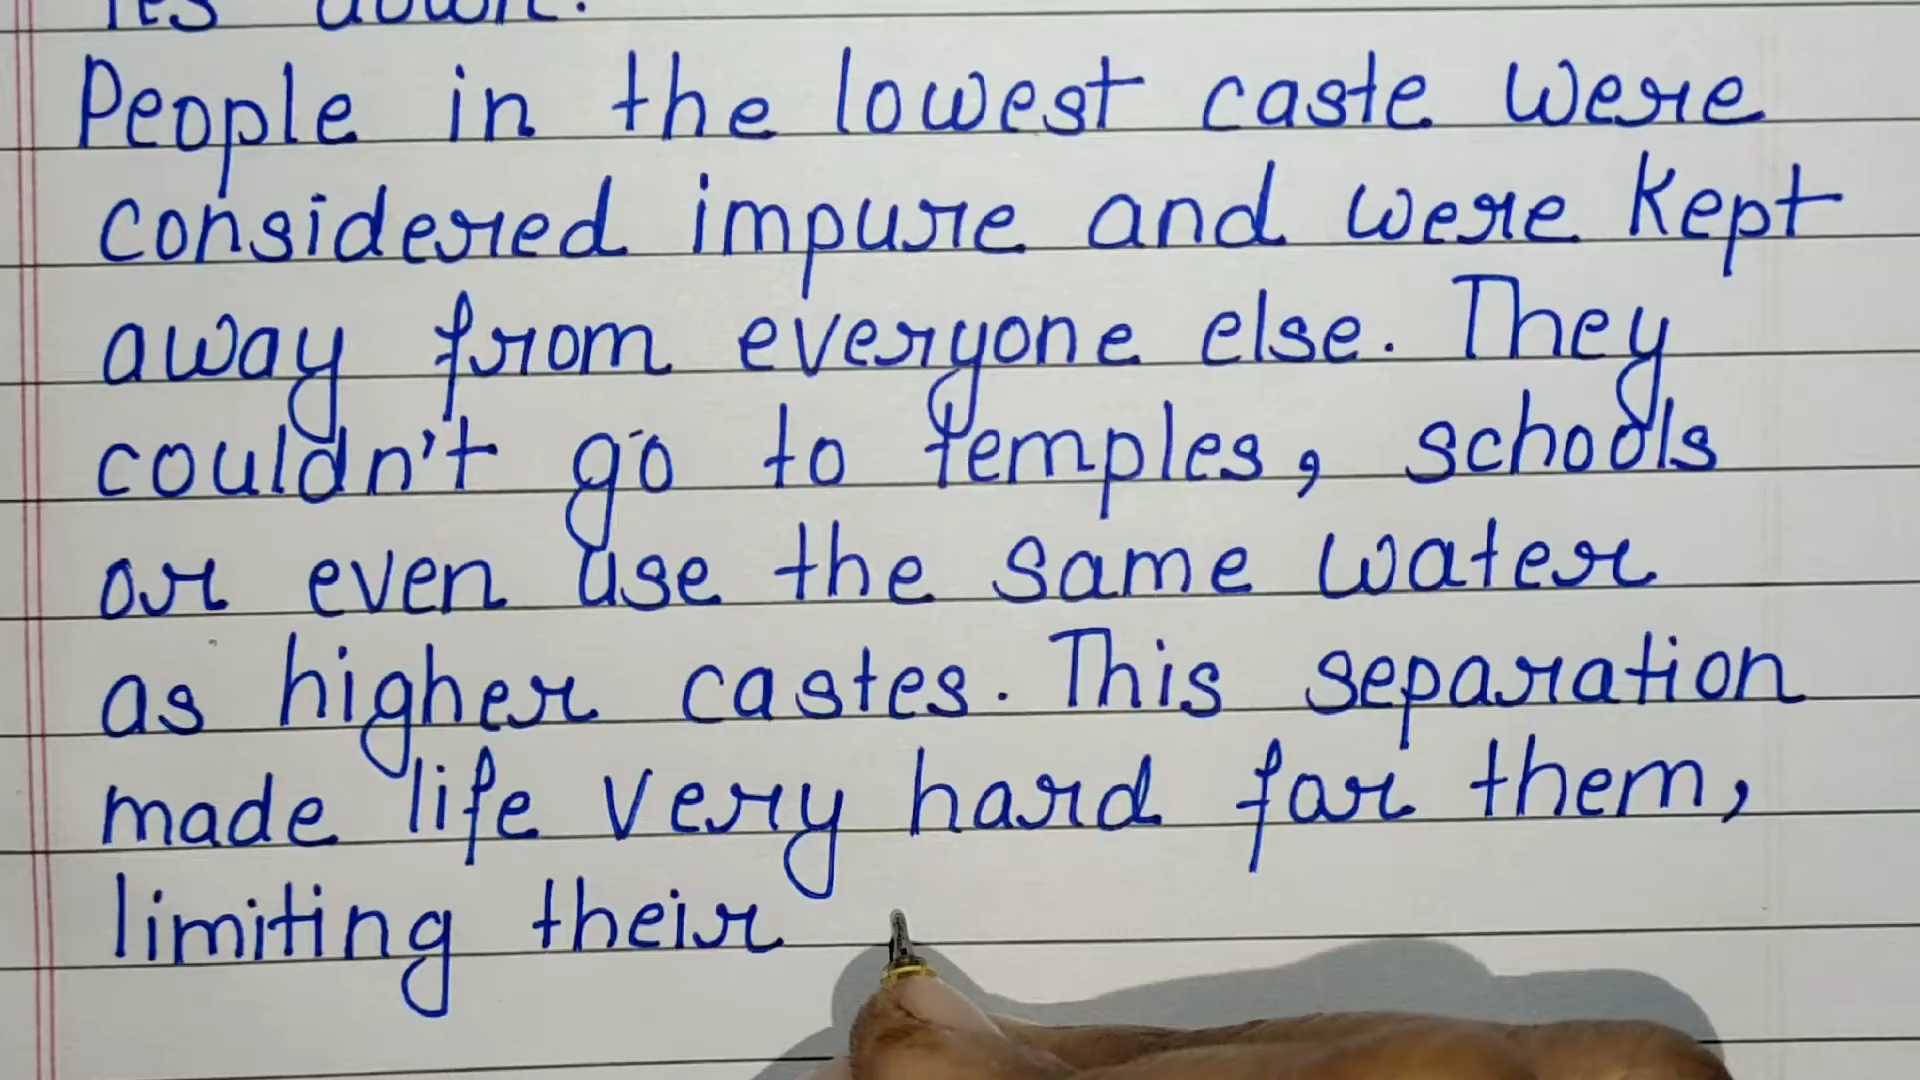 People in the lowest caste were
considered impure and were kept
away from everyone else. They
couldn't go to temples, schools
or even use the same water
as higher castes. This separation
made life very hard for them,
limiting their